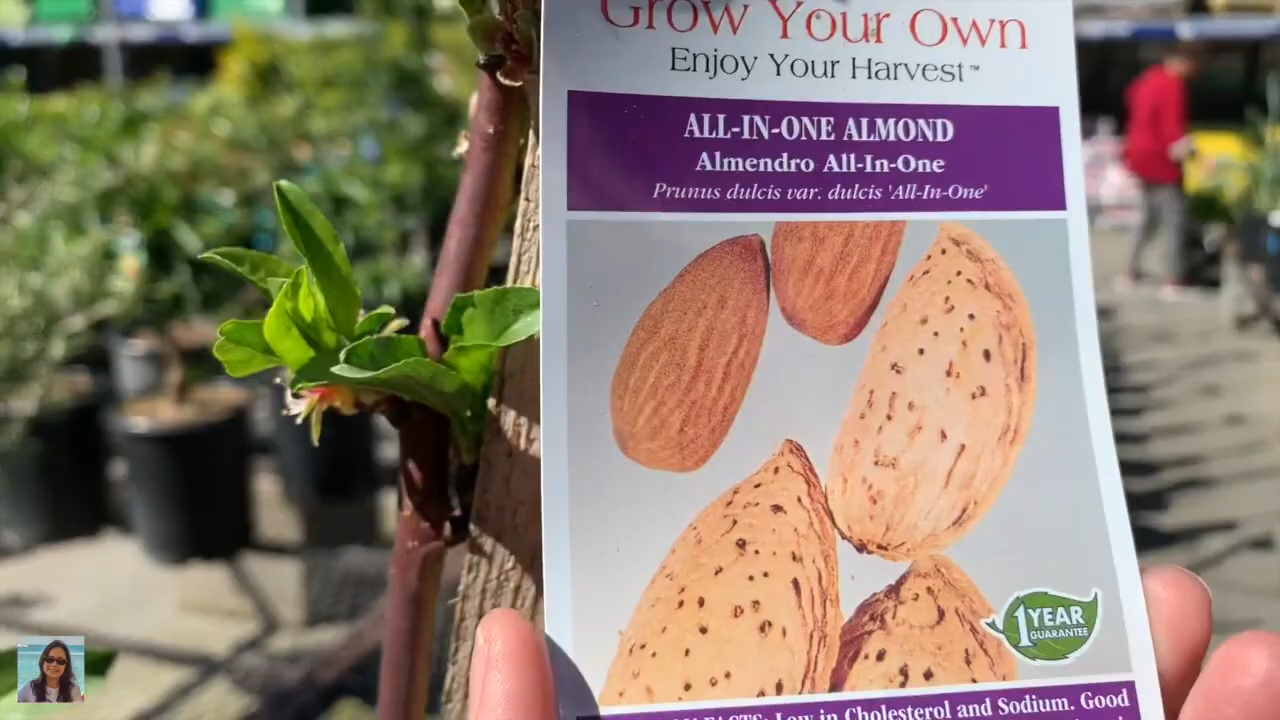 Grow Your Own
Enjoy Your Harvest™
ALL-IN-ONE ALMOND
Almendro All-In-One
Prunus dulcis var. dulcis 'All-In-One'
1 YEAR
GUARANTEE
FACTS: Low in Cholesterol and Sodium. Good